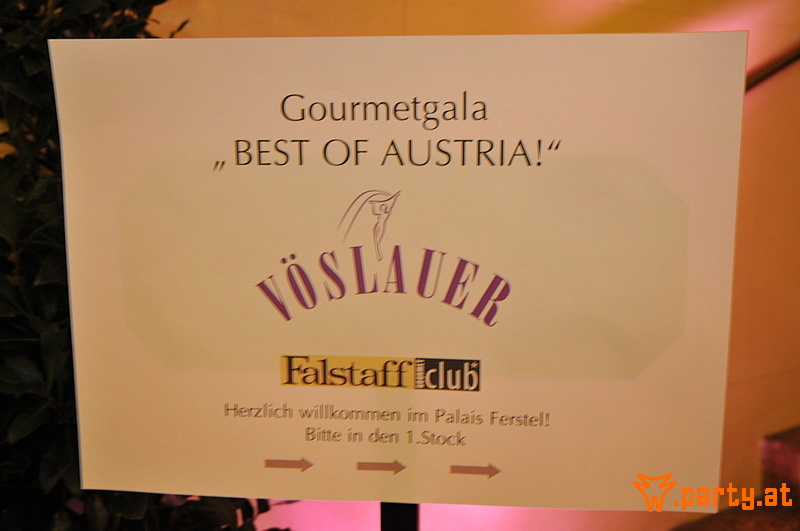 Gourmetgala
„BEST OF AUSTRIA!“
VÖSLAUER
Falstaff club
Herzlich willkommen im Palais Ferstel!
Bitte in den 1.Stock
party.at